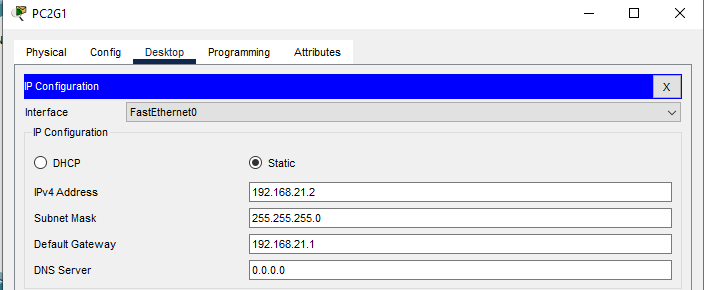 PC2G1
Physical Config Desktop Programming Attributes
IP Configuration X
Interface FastEthernet0
IP Configuration
DHCP Static
IPv4 Address 192.168.21.2
Subnet Mask 255.255.255.0
Default Gateway 192.168.21.1
DNS Server 0.0.0.0